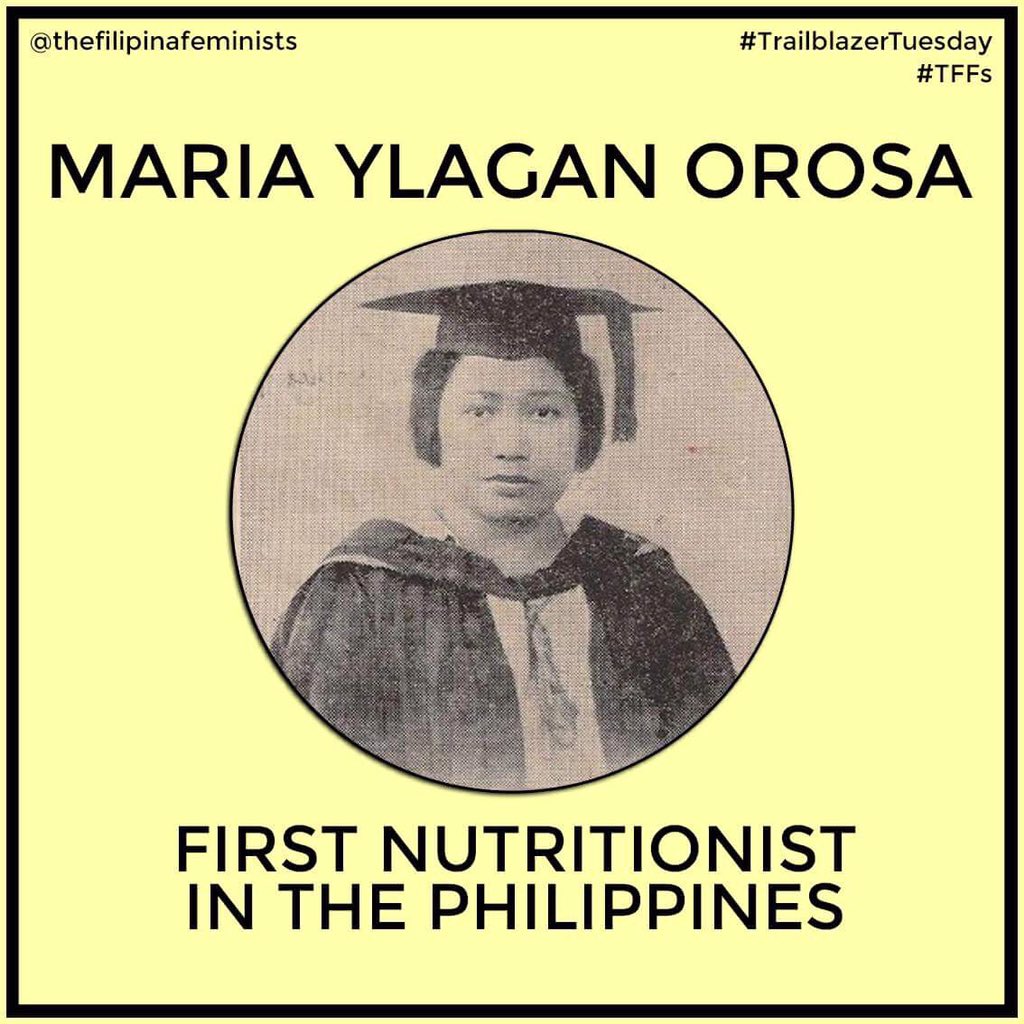 @thefilipinafeminists
#TrailblazerTuesday
#TFFs
MARIA YLAGAN OROSA
FIRST NUTRITIONIST
IN THE PHILIPPINES